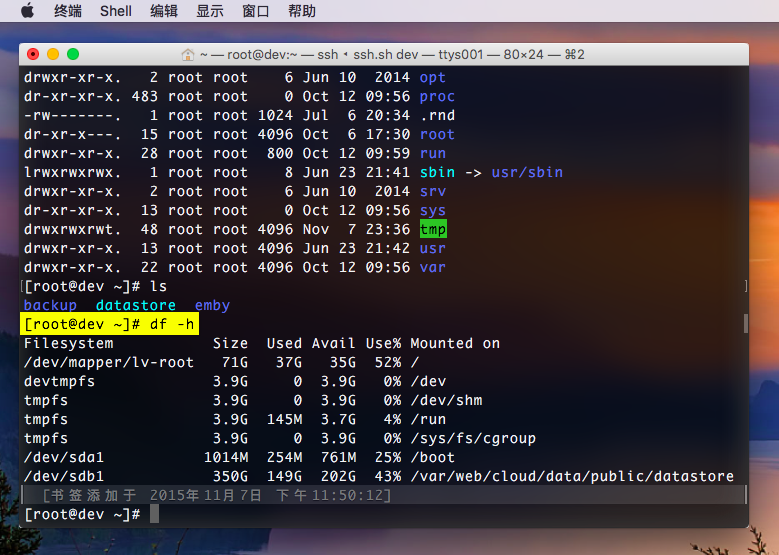 终端 Shell 编辑 显示 窗口 帮助
~ — root@dev:~ — ssh • ssh.sh dev — ttys001 — 80×24 — ⌘2
drwxr-xr-x.   2 root root    6 Jun 10  2014 opt
dr-xr-xr-x. 483 root root    0 Oct 12 09:56 proc
-rw-------.   1 root root 1024 Jul  6 20:34 .rnd
dr-xr-x---.  15 root root 4096 Oct  6 17:30 root
drwxr-xr-x.  28 root root  800 Oct 12 09:59 run
lrwxrwxrwx.   1 root root    8 Jun 23 21:41 sbin -> usr/sbin
drwxr-xr-x.   2 root root    6 Jun 10  2014 srv
dr-xr-xr-x.  13 root root    0 Oct 12 09:56 sys
drwxrwxrwt.  48 root root 4096 Nov  7 23:36 tmp
drwxr-xr-x.  13 root root 4096 Jun 23 21:42 usr
drwxr-xr-x.  22 root root 4096 Oct 12 09:56 var
[root@dev ~]# ls
backup  datastore  emby
[root@dev ~]# df -h
Filesystem           Size  Used Avail Use% Mounted on
/dev/mapper/lv-root   71G   37G   35G  52% /
devtmpfs             3.9G     0  3.9G   0% /dev
tmpfs                3.9G     0  3.9G   0% /dev/shm
tmpfs                3.9G  145M  3.7G   4% /run
tmpfs                3.9G     0  3.9G   0% /sys/fs/cgroup
/dev/sda1           1014M  254M  761M  25% /boot
/dev/sdb1            350G  149G  202G  43% /var/web/cloud/data/public/datastore
[书签添加于 2015年11月7日 下午11:50:12]
[root@dev ~]#